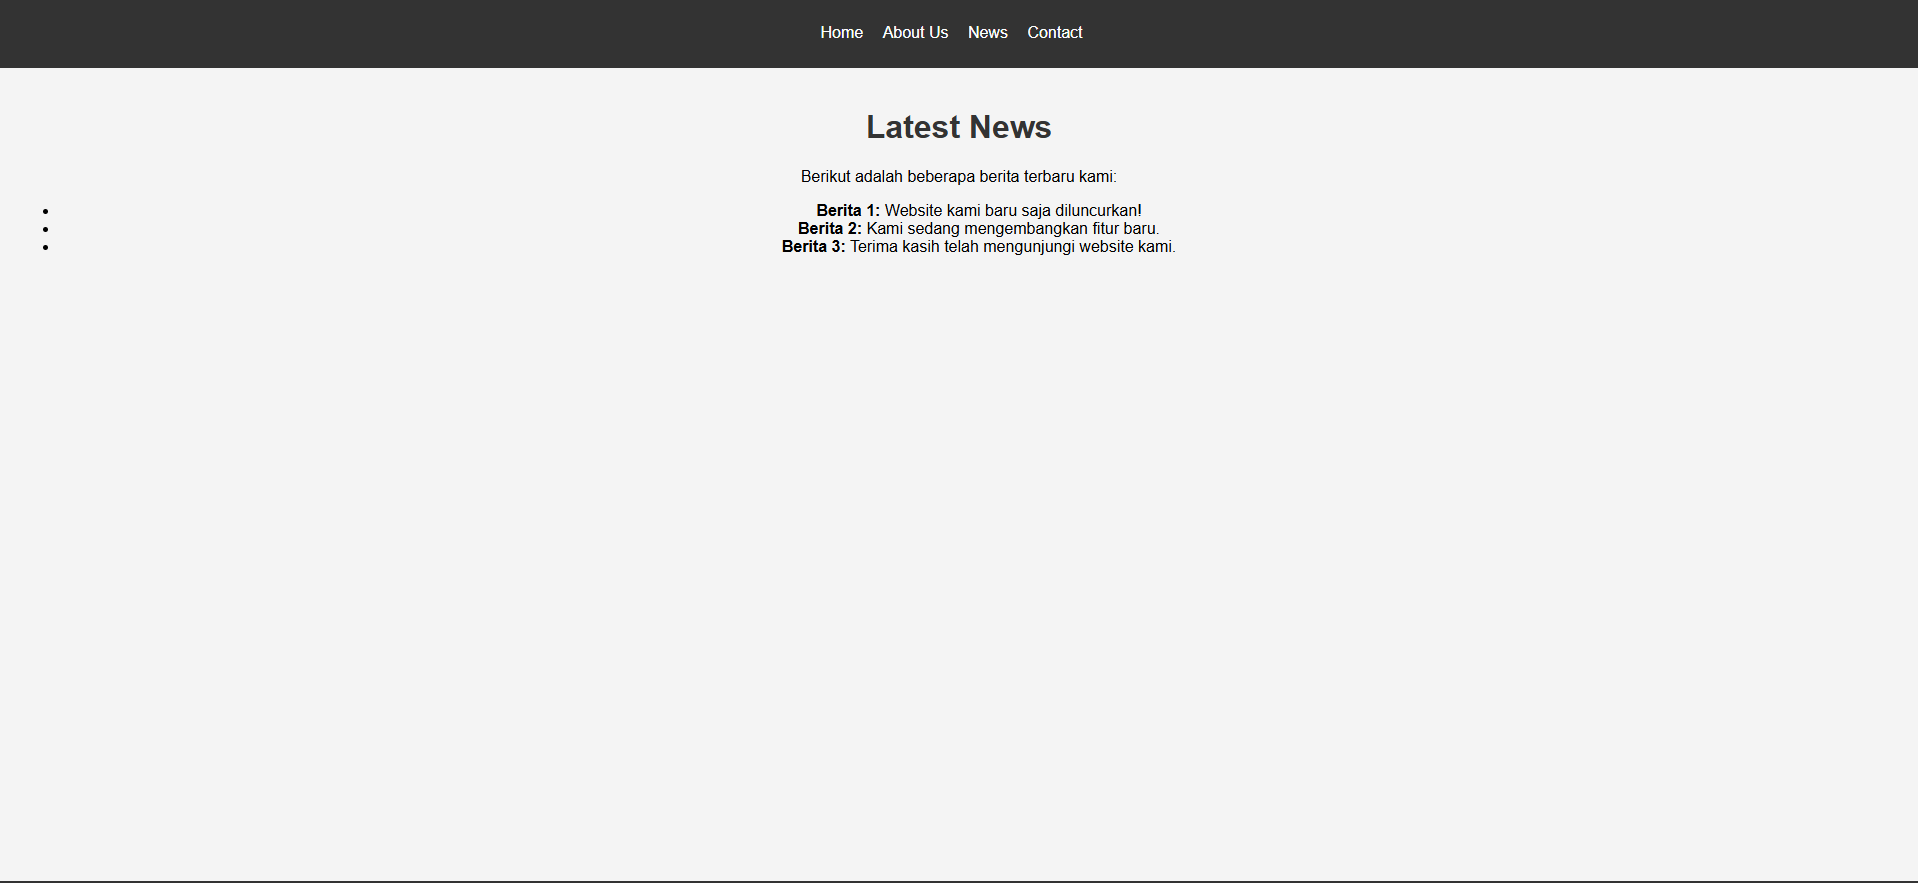 Home About Us News Contact
Latest News
Berikut adalah beberapa berita terbaru kami:
• Berita 1: Website kami baru saja diluncurkan!
• Berita 2: Kami sedang mengembangkan fitur baru.
• Berita 3: Terima kasih telah mengunjungi website kami.